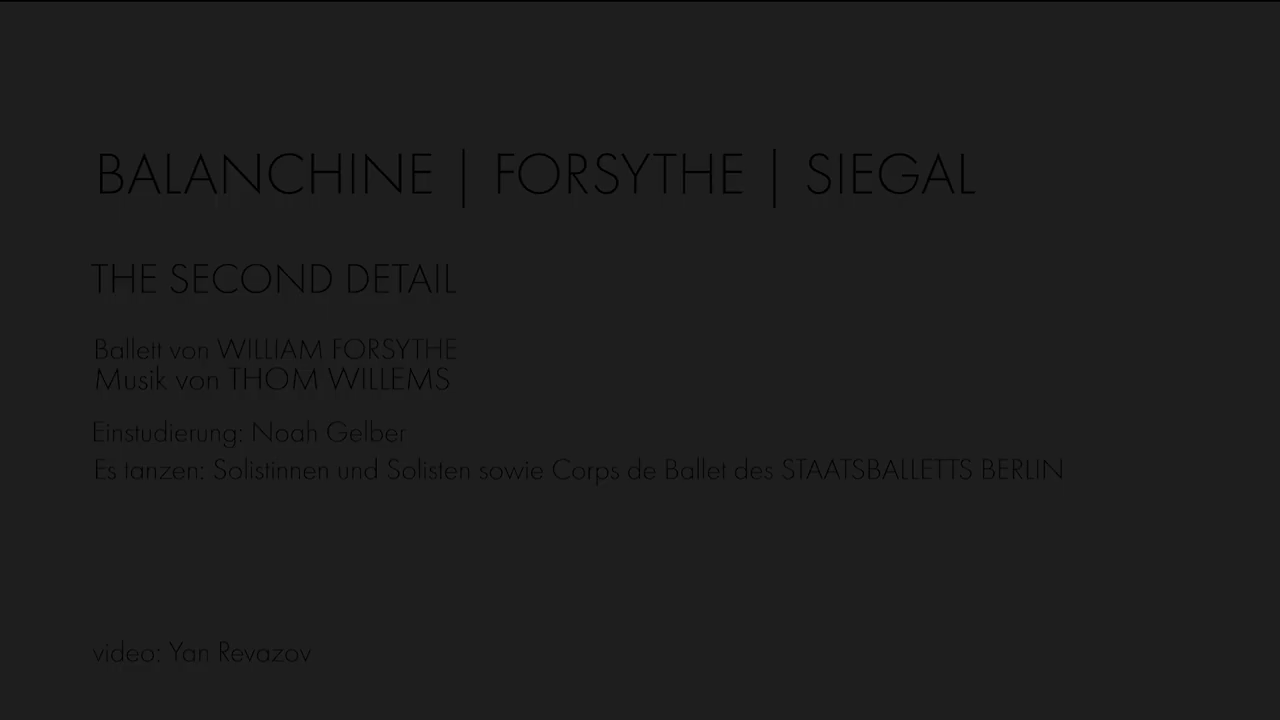 BALANCHINE | FORSYTHE | SIEGAL
THE SECOND DETAIL
Ballett von WILLIAM FORSYTHE
Musik von THOM WILLEMS
Einstudierung: Noah Gelber
Es tanzen: Solistinnen und Solisten sowie Corps de Ballet des STAATSBALLETTS BERLIN
video: Yan Revazov